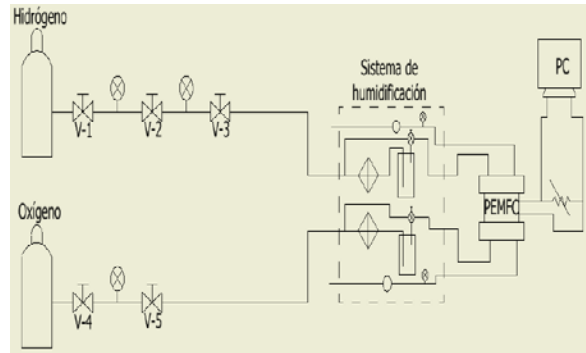 Hidrógeno
PC
Sistema de
humidificación
V-1
V-2
V-3
PEMFC
Oxígeno
V-4
V-5